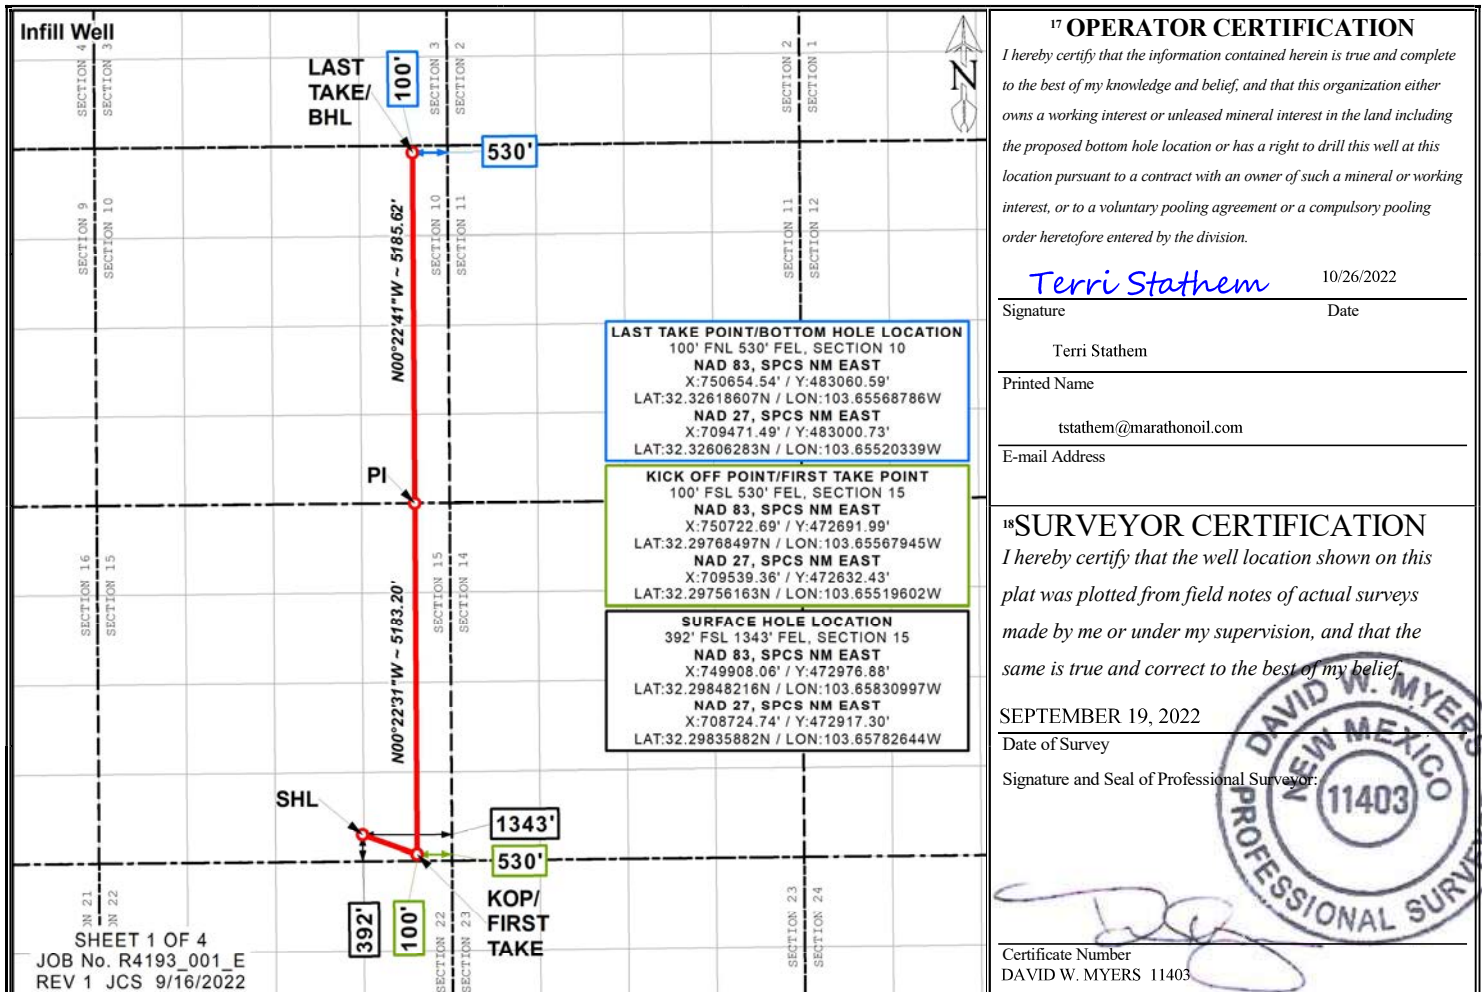 Infill Well
SECTION 4
SECTION 3
SECTION 3
SECTION 2
SECTION 2
SECTION 1
N
LAST
TAKE/
BHL
100'
530'
SECTION 9
SECTION 10
SECTION 10
SECTION 11
SECTION 11
SECTION 12
N00°22'41"W ~ 5185.62'
LAST TAKE POINT/BOTTOM HOLE LOCATION
100' FNL 530' FEL, SECTION 10
NAD 83, SPCS NM EAST
X:750654.54' / Y:483060.59'
LAT:32.32618607N / LON:103.65568786W
NAD 27, SPCS NM EAST
X:709471.49' / Y:483000.73'
LAT:32.32606283N / LON:103.65520339W
PI
KICK OFF POINT/FIRST TAKE POINT
100' FSL 530' FEL, SECTION 15
NAD 83, SPCS NM EAST
X:750722.69' / Y:472691.99'
LAT:32.29768497N / LON:103.65567945W
NAD 27, SPCS NM EAST
X:709539.36' / Y:472632.43'
LAT:32.29756163N / LON:103.65519602W
SECTION 16
SECTION 15
SECTION 15
SECTION 14
N00°22'31"W ~ 5183.20'
SURFACE HOLE LOCATION
392' FSL 1343' FEL, SECTION 15
NAD 83, SPCS NM EAST
X:749908.06' / Y:472976.88'
LAT:32.29848216N / LON:103.65830997W
NAD 27, SPCS NM EAST
X:708724.74' / Y:472917.30'
LAT:32.29835882N / LON:103.65782644W
SHL
1343'
530'
392'
100'
KOP/
FIRST
TAKE
ON 21
ON 22
SECTION 22
SECTION 23
SECTION 23
SECTION 24
SHEET 1 OF 4
JOB No. R4193_001_E
REV 1 JCS 9/16/2022
17 OPERATOR CERTIFICATION
I hereby certify that the information contained herein is true and complete
to the best of my knowledge and belief, and that this organization either
owns a working interest or unleased mineral interest in the land including
the proposed bottom hole location or has a right to drill this well at this
location pursuant to a contract with an owner of such a mineral or working
interest, or to a voluntary pooling agreement or a compulsory pooling
order heretofore entered by the division.
Terri Stathem 10/26/2022
Signature Date
Terri Stathem
Printed Name
tstathem@marathonoil.com
E-mail Address
18SURVEYOR CERTIFICATION
I hereby certify that the well location shown on this
plat was plotted from field notes of actual surveys
made by me or under my supervision, and that the
same is true and correct to the best of my belief.
SEPTEMBER 19, 2022
Date of Survey
Signature and Seal of Professional Surveyor:
DAVID W. MYERS
NEW MEXICO
11403
PROFESSIONAL SURVE
Certificate Number
DAVID W. MYERS 11403